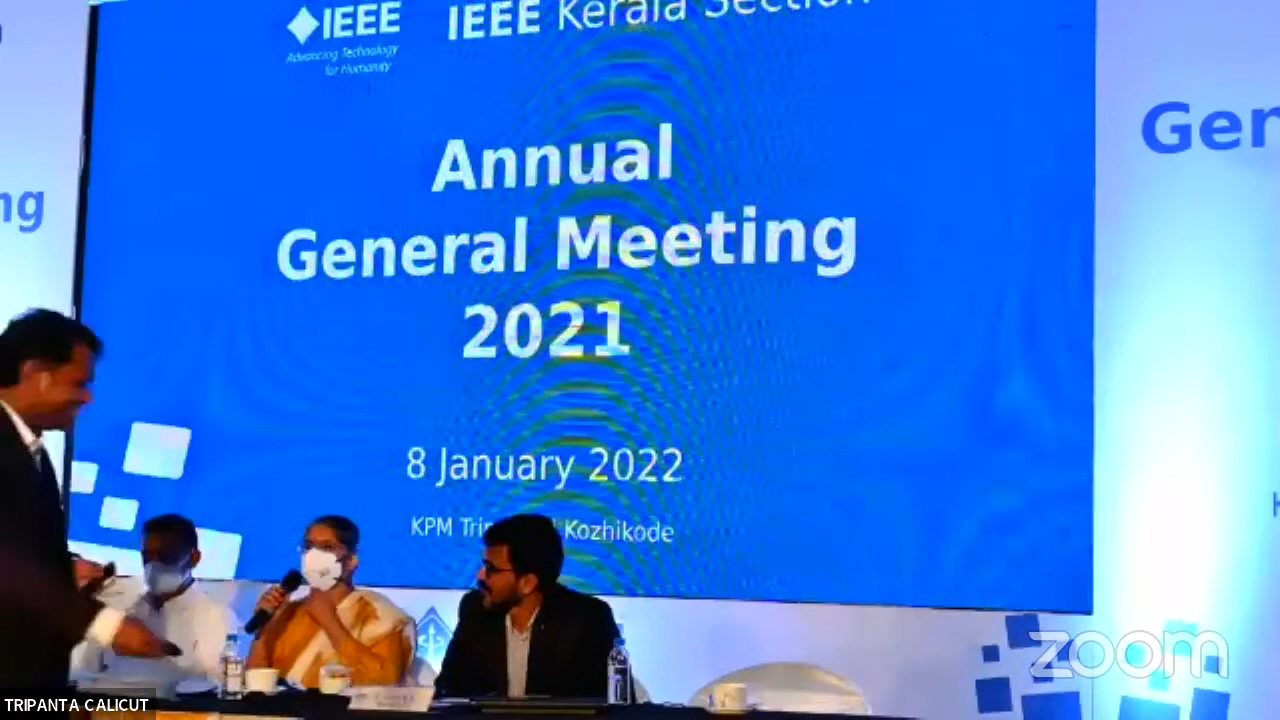 IEEE
Advancing Technology
for Humanity
IEEE Kerala Section
Annual
General Meeting
2021
8 January 2022
KPM Kozhikode
Gen
ng
zoom
TRIPANTA CALICUT